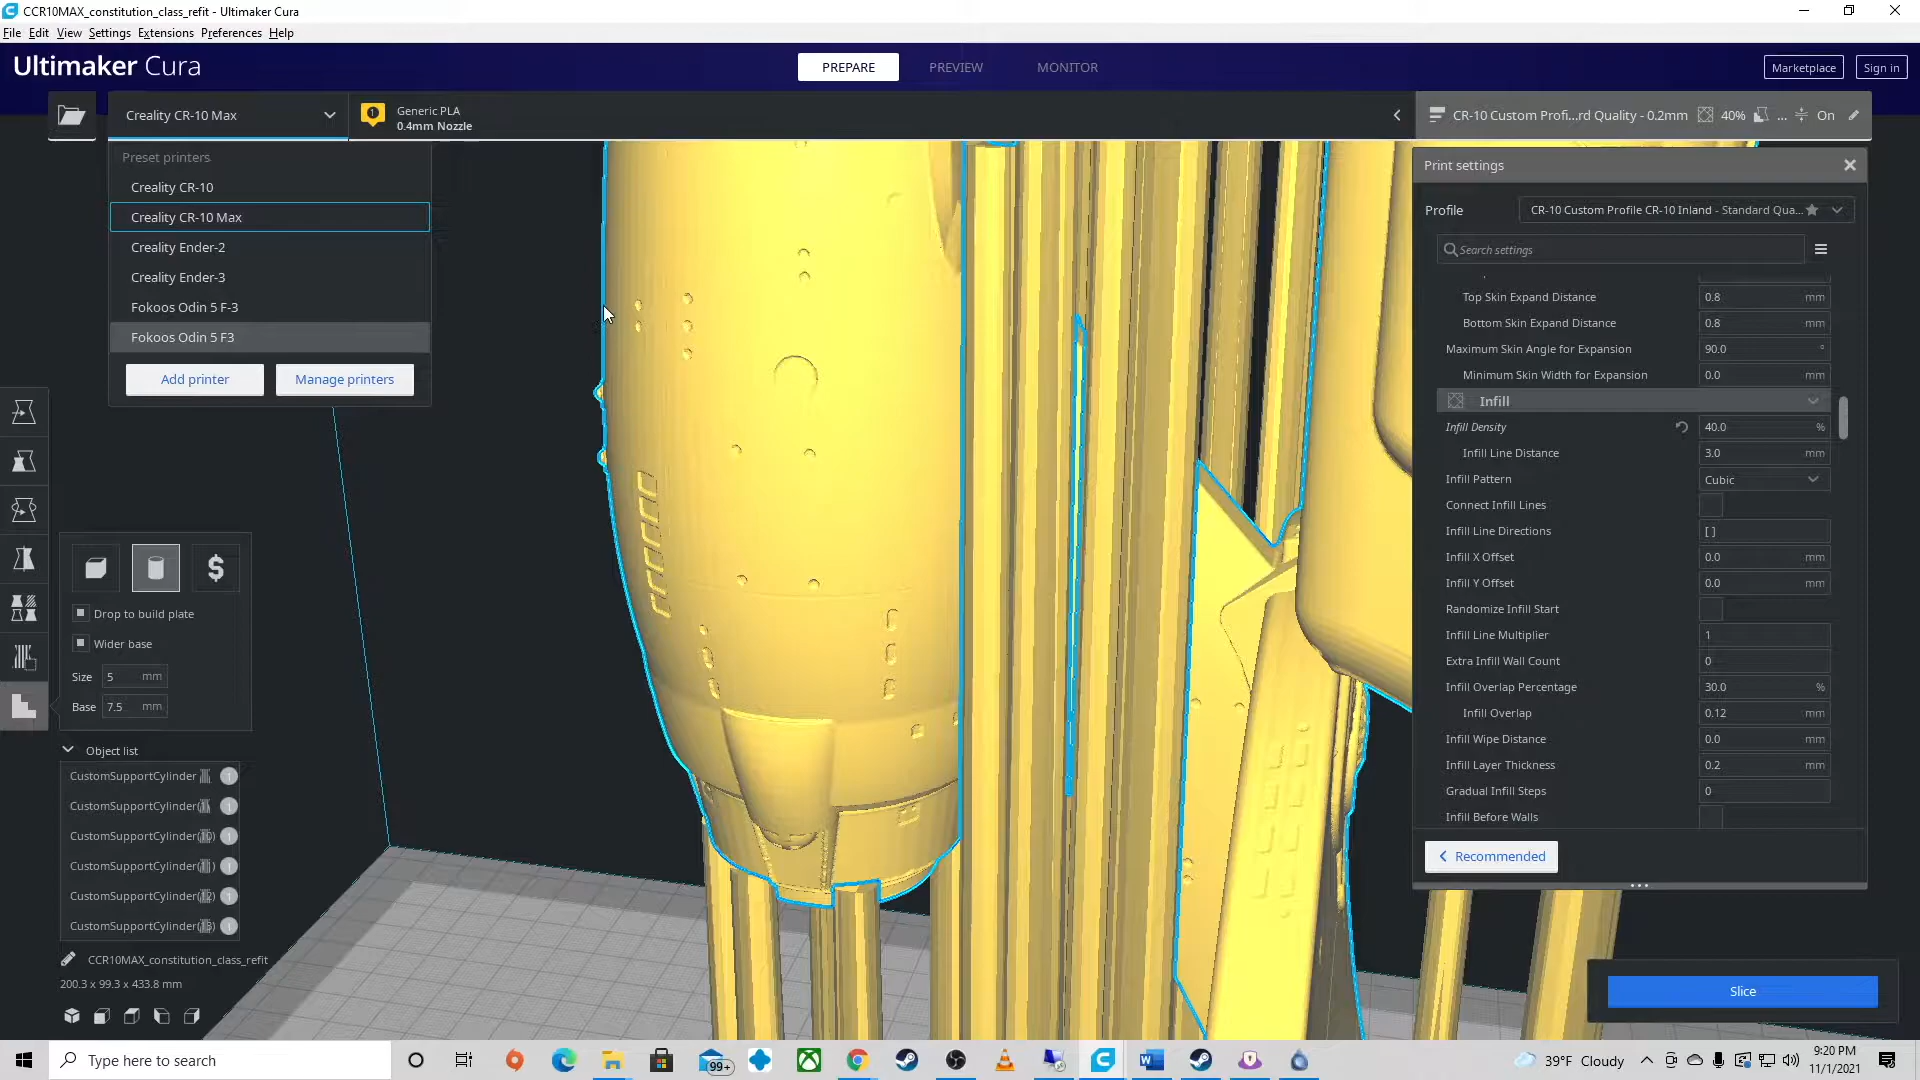 CCR10MAX_constitution_class_refit - Ultimaker Cura
File Edit View Settings Extensions Preferences Help
Ultimaker Cura
PREPARE
PREVIEW
MONITOR
Marketplace
Sign in
Creality CR-10 Max
1
Generic PLA
0.4mm Nozzle
CR-10 Custom Profi...rd Quality - 0.2mm 40% ... On
Preset printers
Creality CR-10
Creality CR-10 Max
Creality Ender-2
Creality Ender-3
Fokoos Odin 5 F-3
Fokoos Odin 5 F3
Add printer
Manage printers
Print settings
Profile
CR-10 Custom Profile CR-10 Inland - Standard Qua...
Search settings
Top Skin Expand Distance 0.8 mm
Bottom Skin Expand Distance 0.8 mm
Maximum Skin Angle for Expansion 90.0 °
Minimum Skin Width for Expansion 0.0 mm
Infill
Infill Density 40.0 %
Infill Line Distance 3.0 mm
Infill Pattern Cubic
Connect Infill Lines
Infill Line Directions [ ]
Infill X Offset 0.0 mm
Infill Y Offset 0.0 mm
Randomize Infill Start
Infill Line Multiplier 1
Extra Infill Wall Count 0
Infill Overlap Percentage 30.0 %
Infill Overlap 0.12 mm
Infill Wipe Distance 0.0 mm
Infill Layer Thickness 0.2 mm
Gradual Infill Steps 0
Infill Before Walls
Recommended
Slice
$
Drop to build plate
Wider base
Size 5 mm
Base 7.5 mm
Object list
CustomSupportCylinder 1
CustomSupportCylinder 1
CustomSupportCylinder 1
CustomSupportCylinder 1
CustomSupportCylinder 1
CustomSupportCylinder 1
CCR10MAX_constitution_class_refit
200.3 x 99.3 x 433.8 mm
Type here to search
99+
39°F Cloudy
9:20 PM
11/1/2021